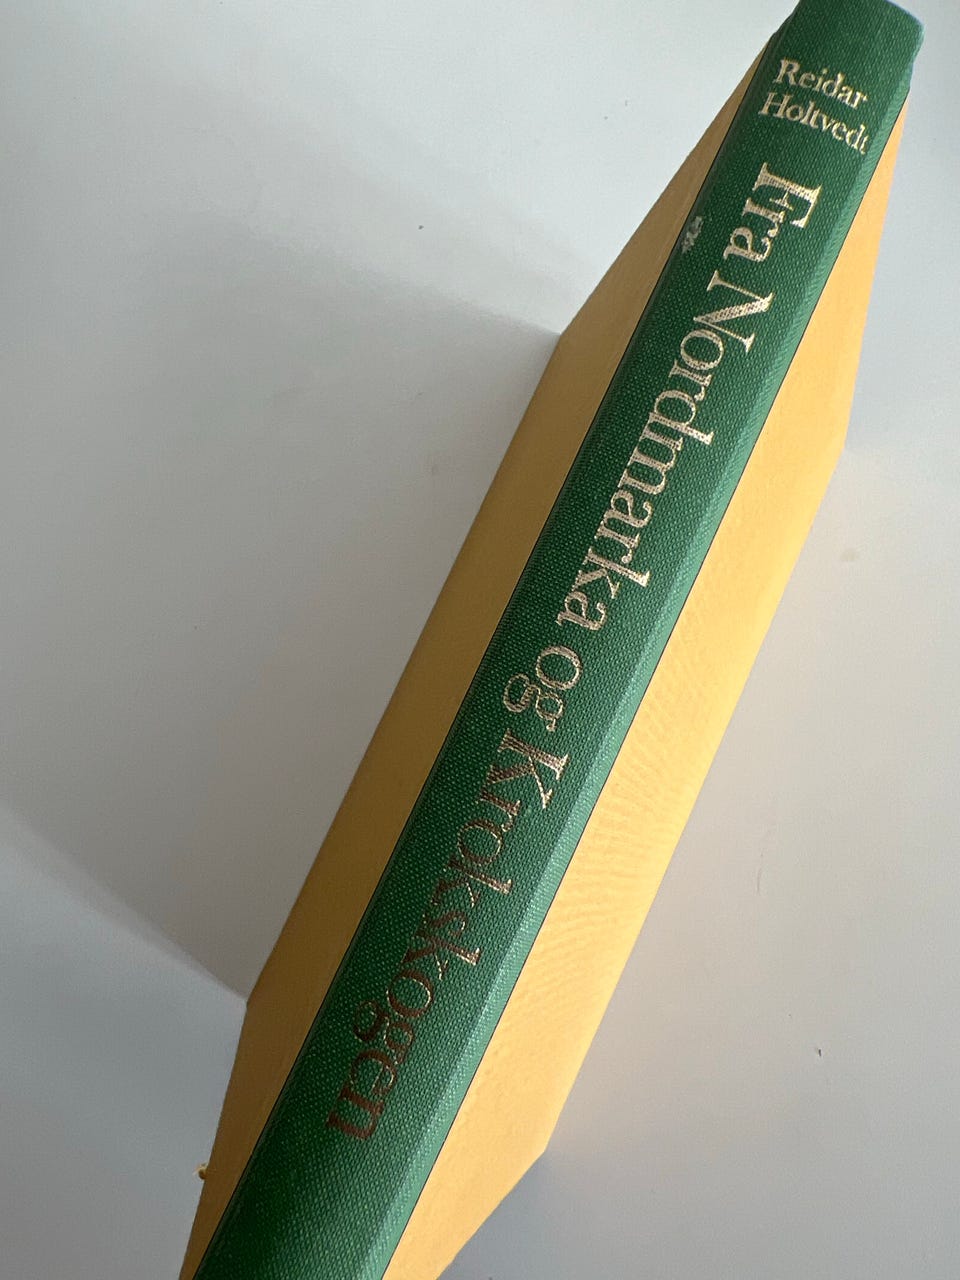 Reidar
Holtvedt
Fra Nordmarka og Krokskogen